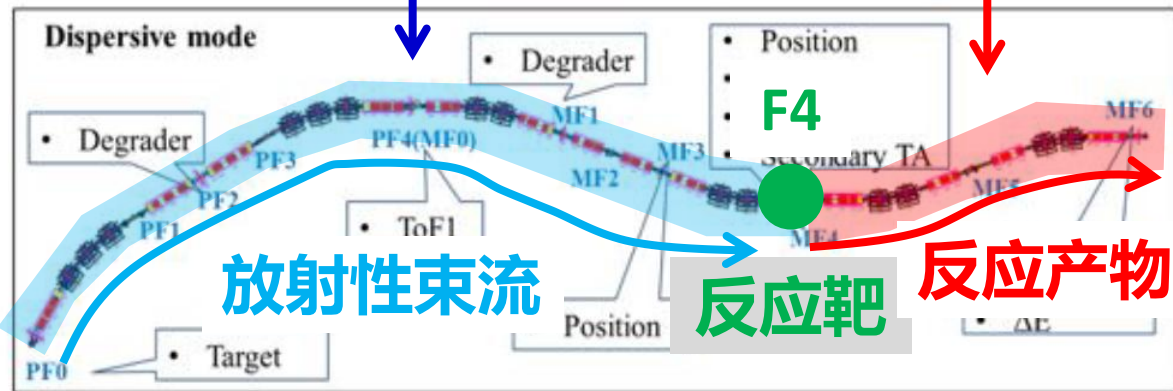 Dispersive mode
• Degrader
• Position
F4
Secondary TA
• Degrader
MF1
MF6
PF4(MF0)
PF3
MF3
MF2
PF2
MF5
PF1
• ToF1
MF4
放射性束流
反应靶
反应产物
Position
• ΔE
• Target
PF0